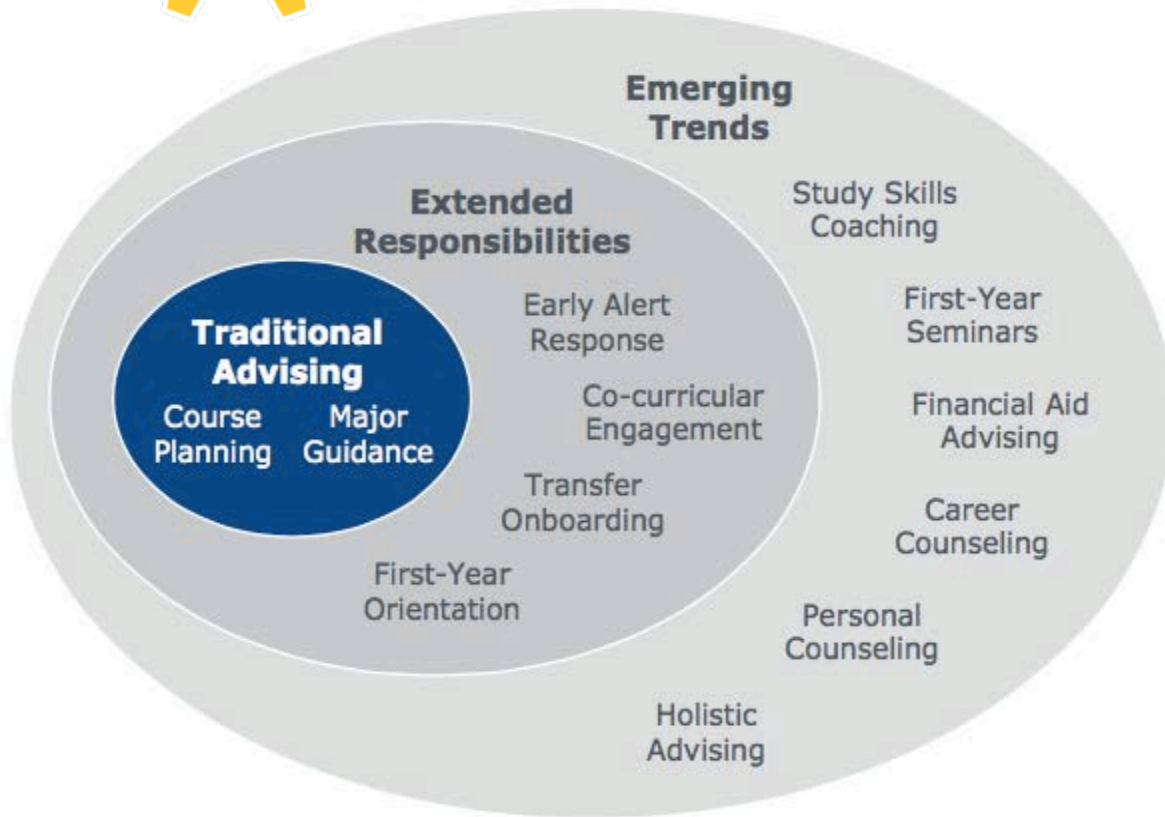 Emerging
Trends
Study Skills
Coaching
Extended
Responsibilities
First-Year
Seminars
Early Alert
Response
Traditional
Advising
Course
Planning
Major
Guidance
Co-curricular
Engagement
Financial Aid
Advising
Transfer
Onboarding
Career
Counseling
First-Year
Orientation
Personal
Counseling
Holistic
Advising